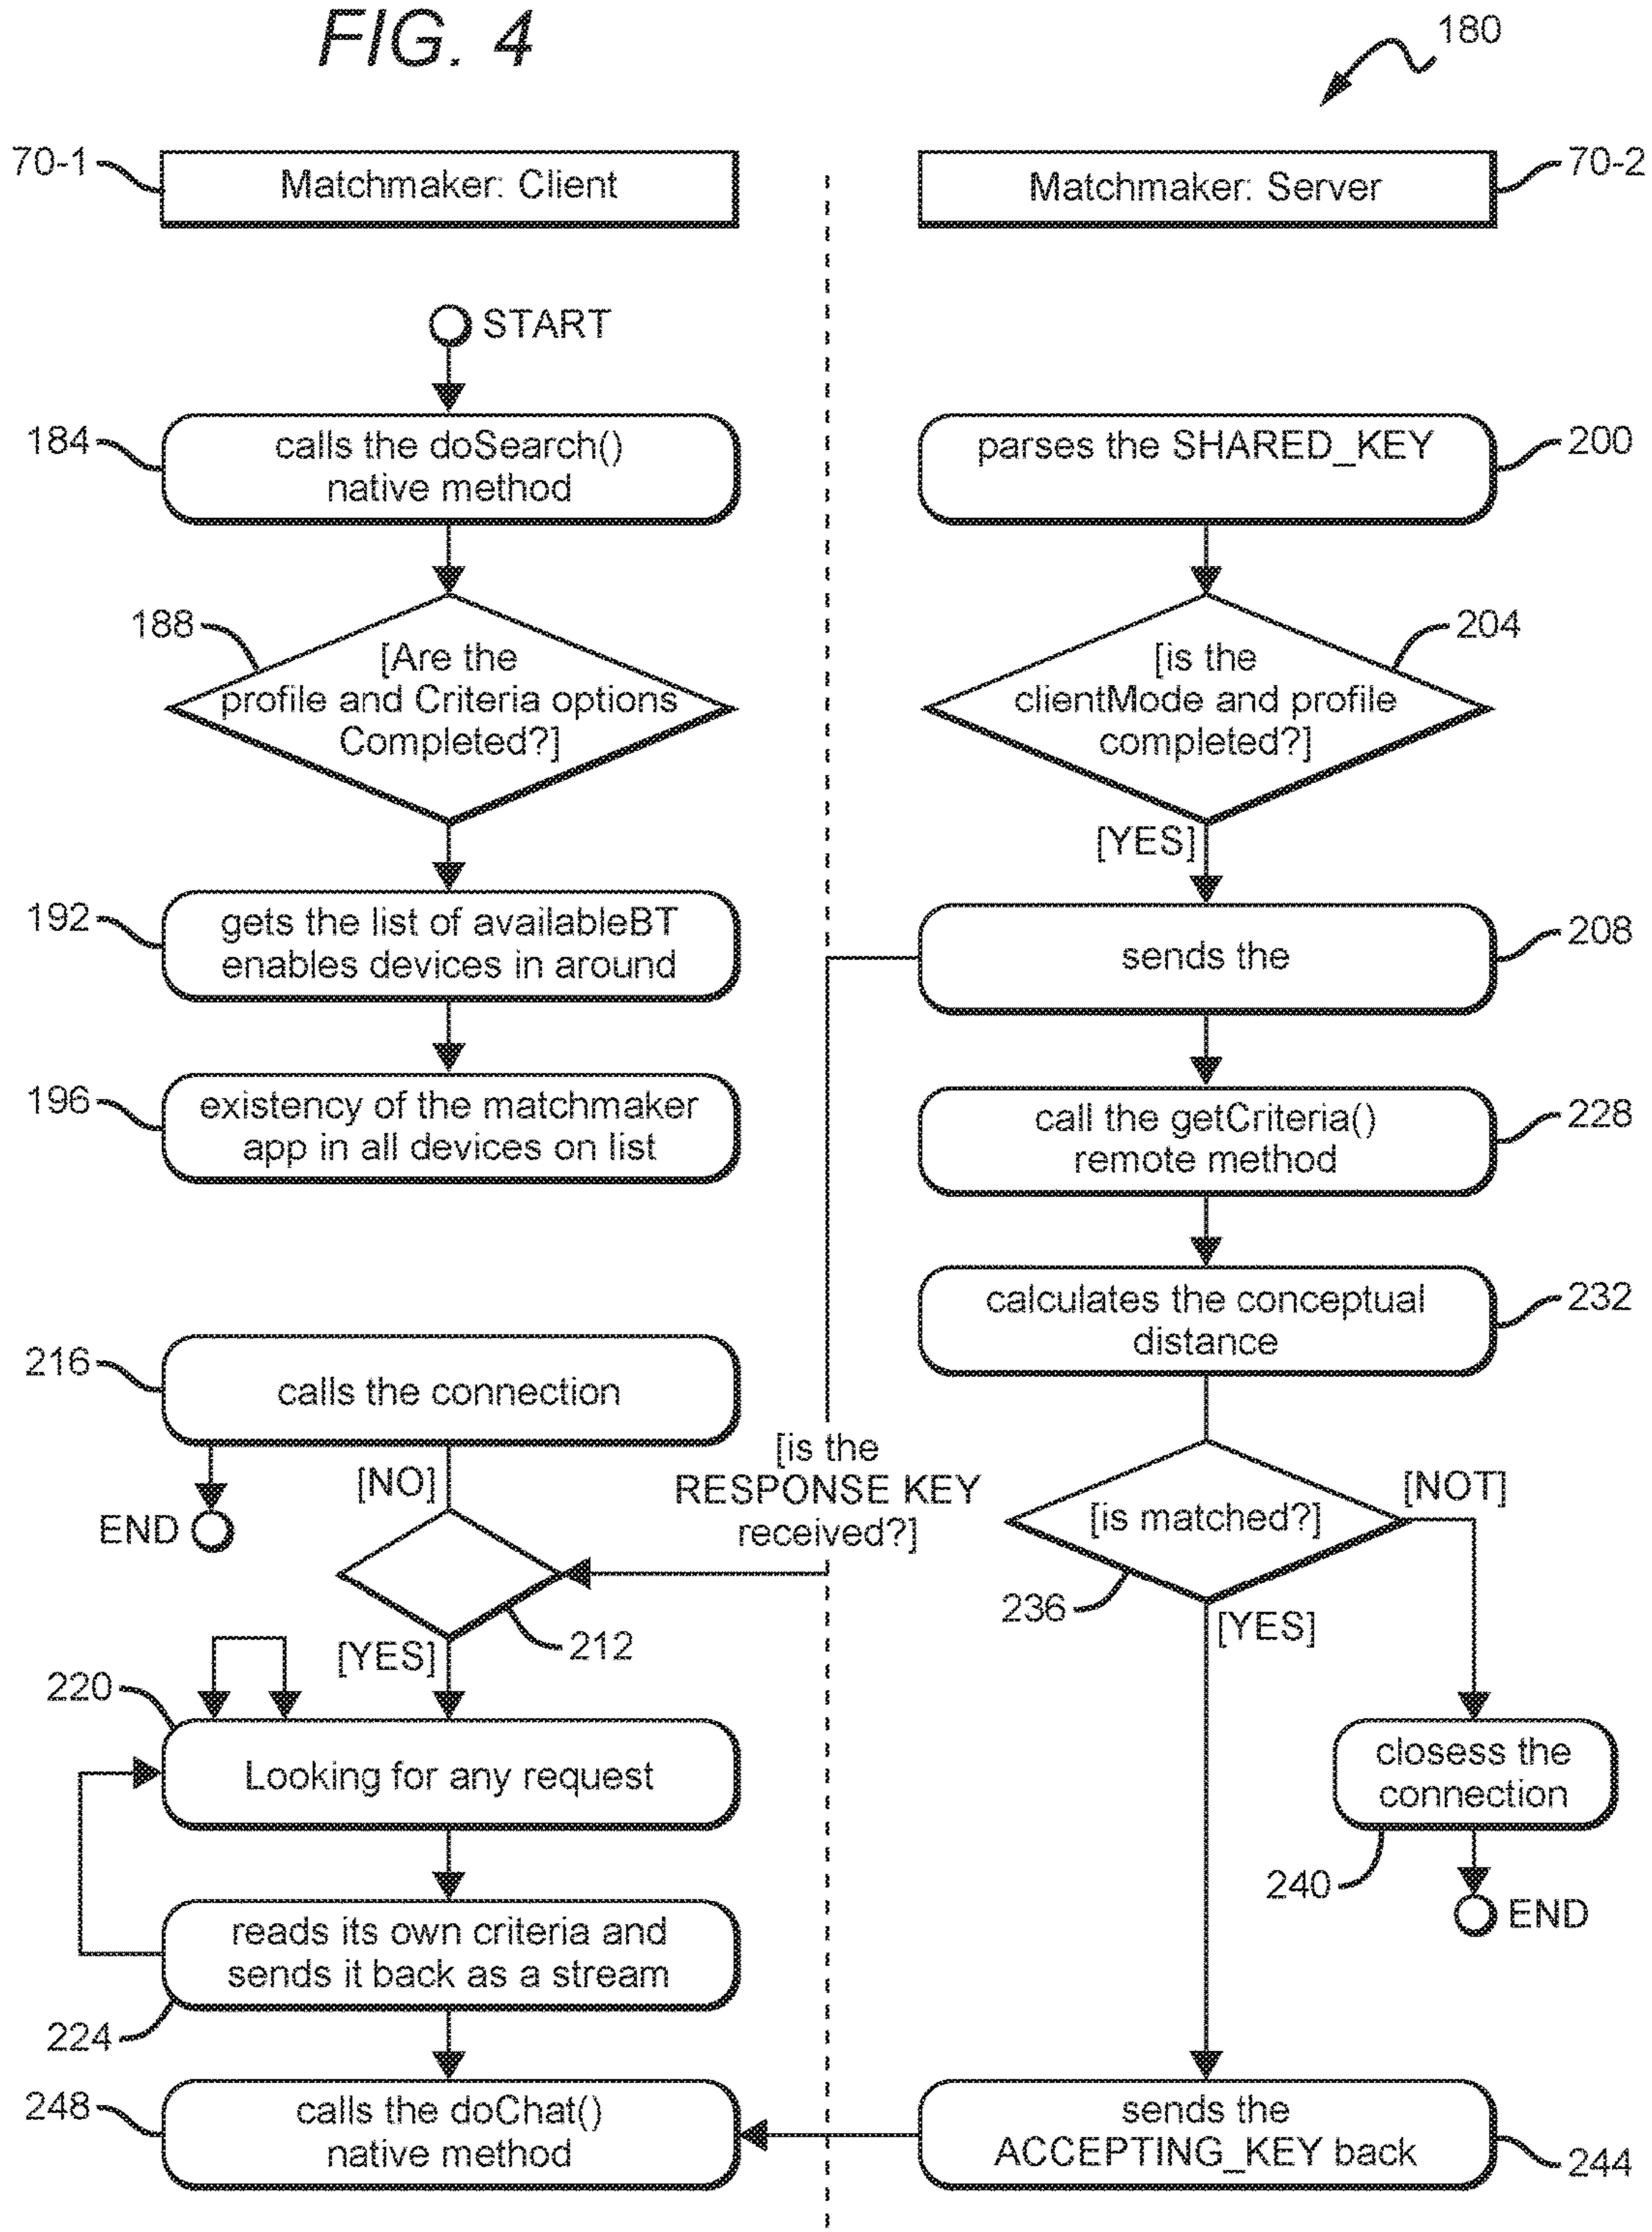 FIG. 4
180
70-1
Matchmaker: Client
Matchmaker: Server
70-2
START
184
calls the doSearch()
native method
parses the SHARED_KEY
200
188
[Are the
profile and Criteria options
Completed?]
[is the
clientMode and profile
completed?]
204
[YES]
192
gets the list of availableBT
enables devices in around
sends the
208
196
existency of the matchmaker
app in all devices on list
call the getCriteria()
remote method
228
calculates the conceptual
distance
232
216
calls the connection
[NO]
END
[is the
RESPONSE KEY
received?]
[is matched?]
[NOT]
236
[YES]
212
[YES]
220
Looking for any request
closess the
connection
240
END
reads its own criteria and
sends it back as a stream
224
248
calls the doChat()
native method
sends the
ACCEPTING_KEY back
244